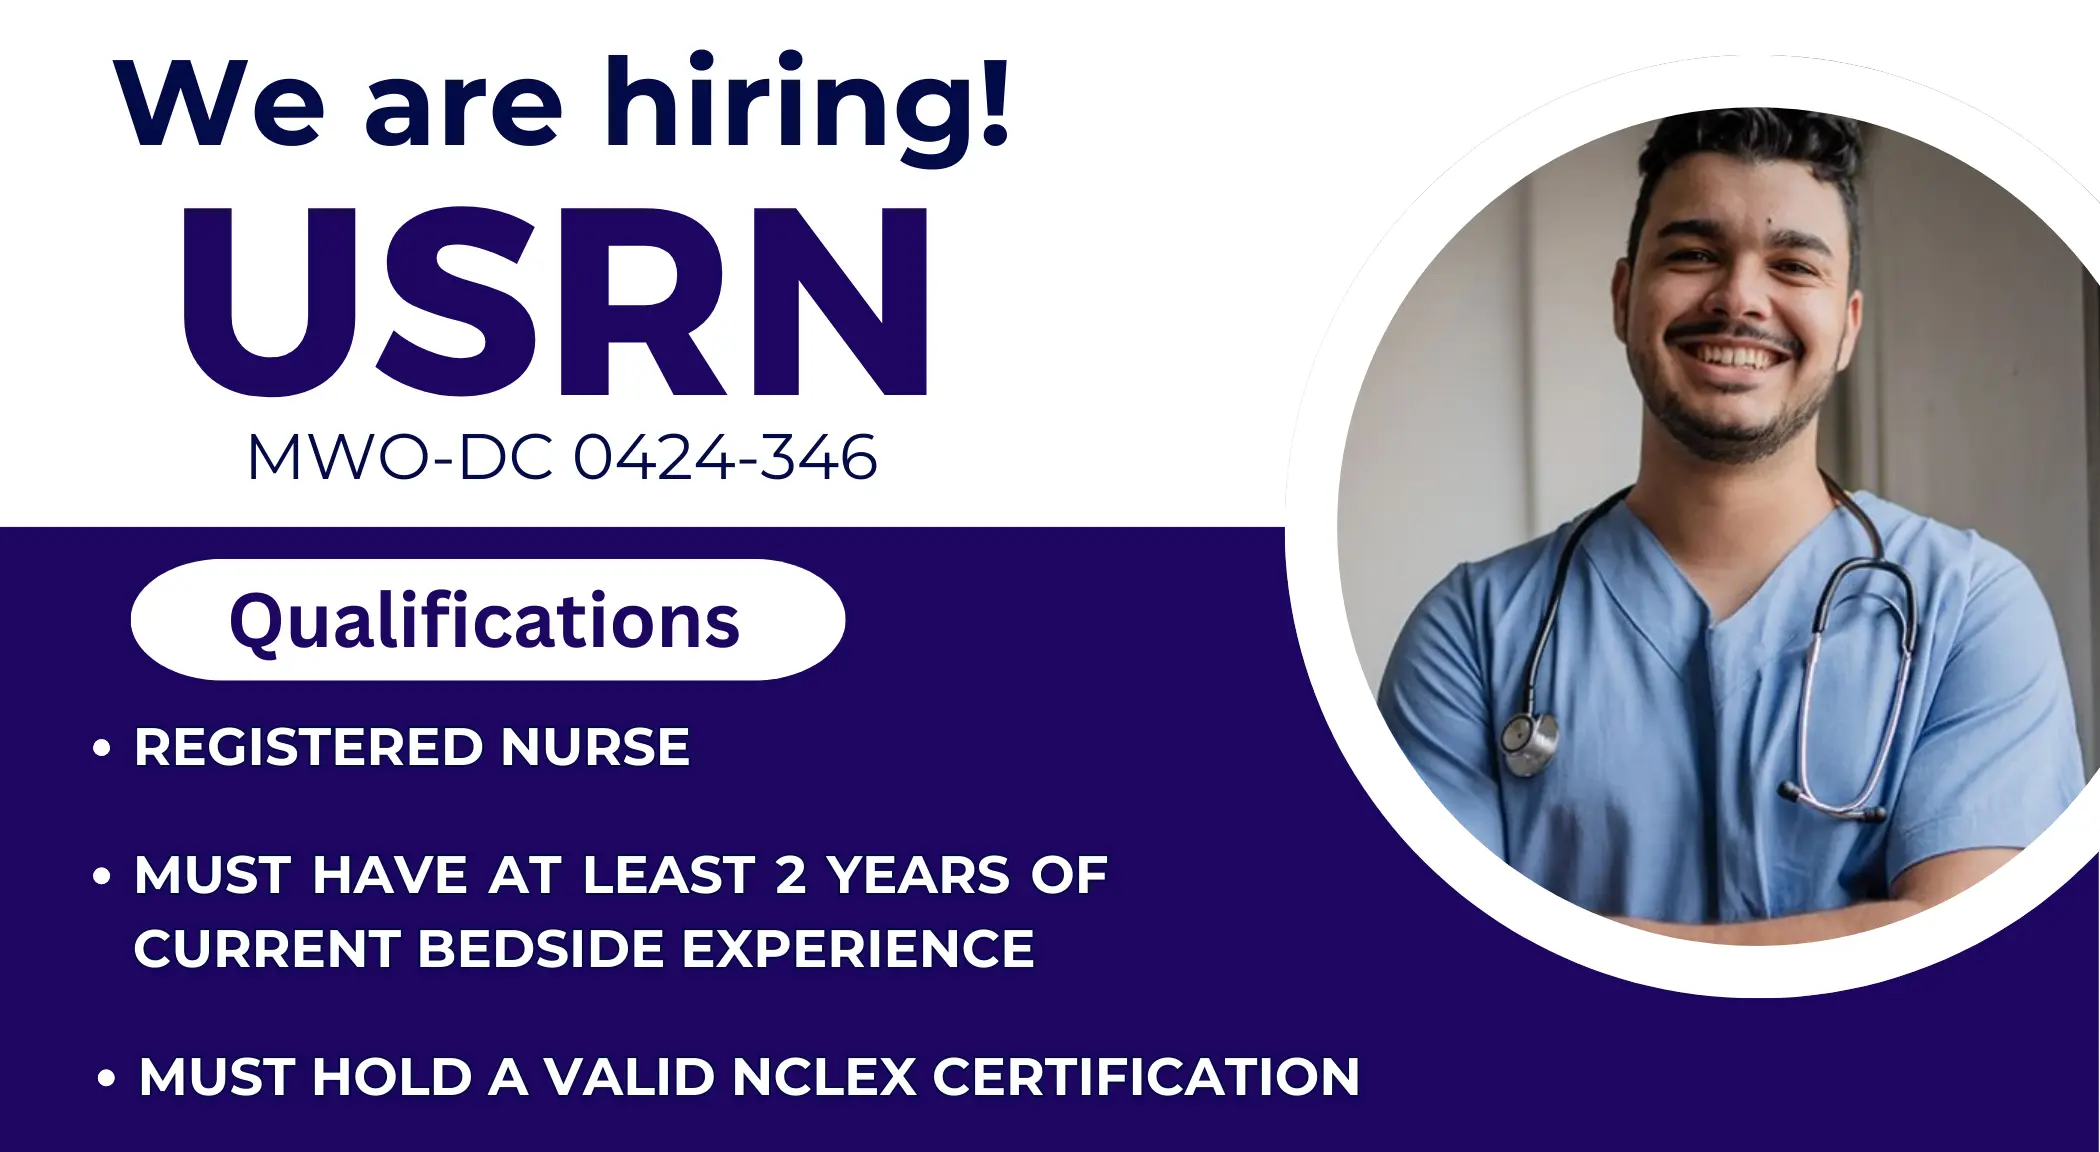 We are hiring!
USRN
MWO-DC 0424-346
Qualifications
• REGISTERED NURSE
• MUST HAVE AT LEAST 2 YEARS OF
CURRENT BEDSIDE EXPERIENCE
• MUST HOLD A VALID NCLEX CERTIFICATION